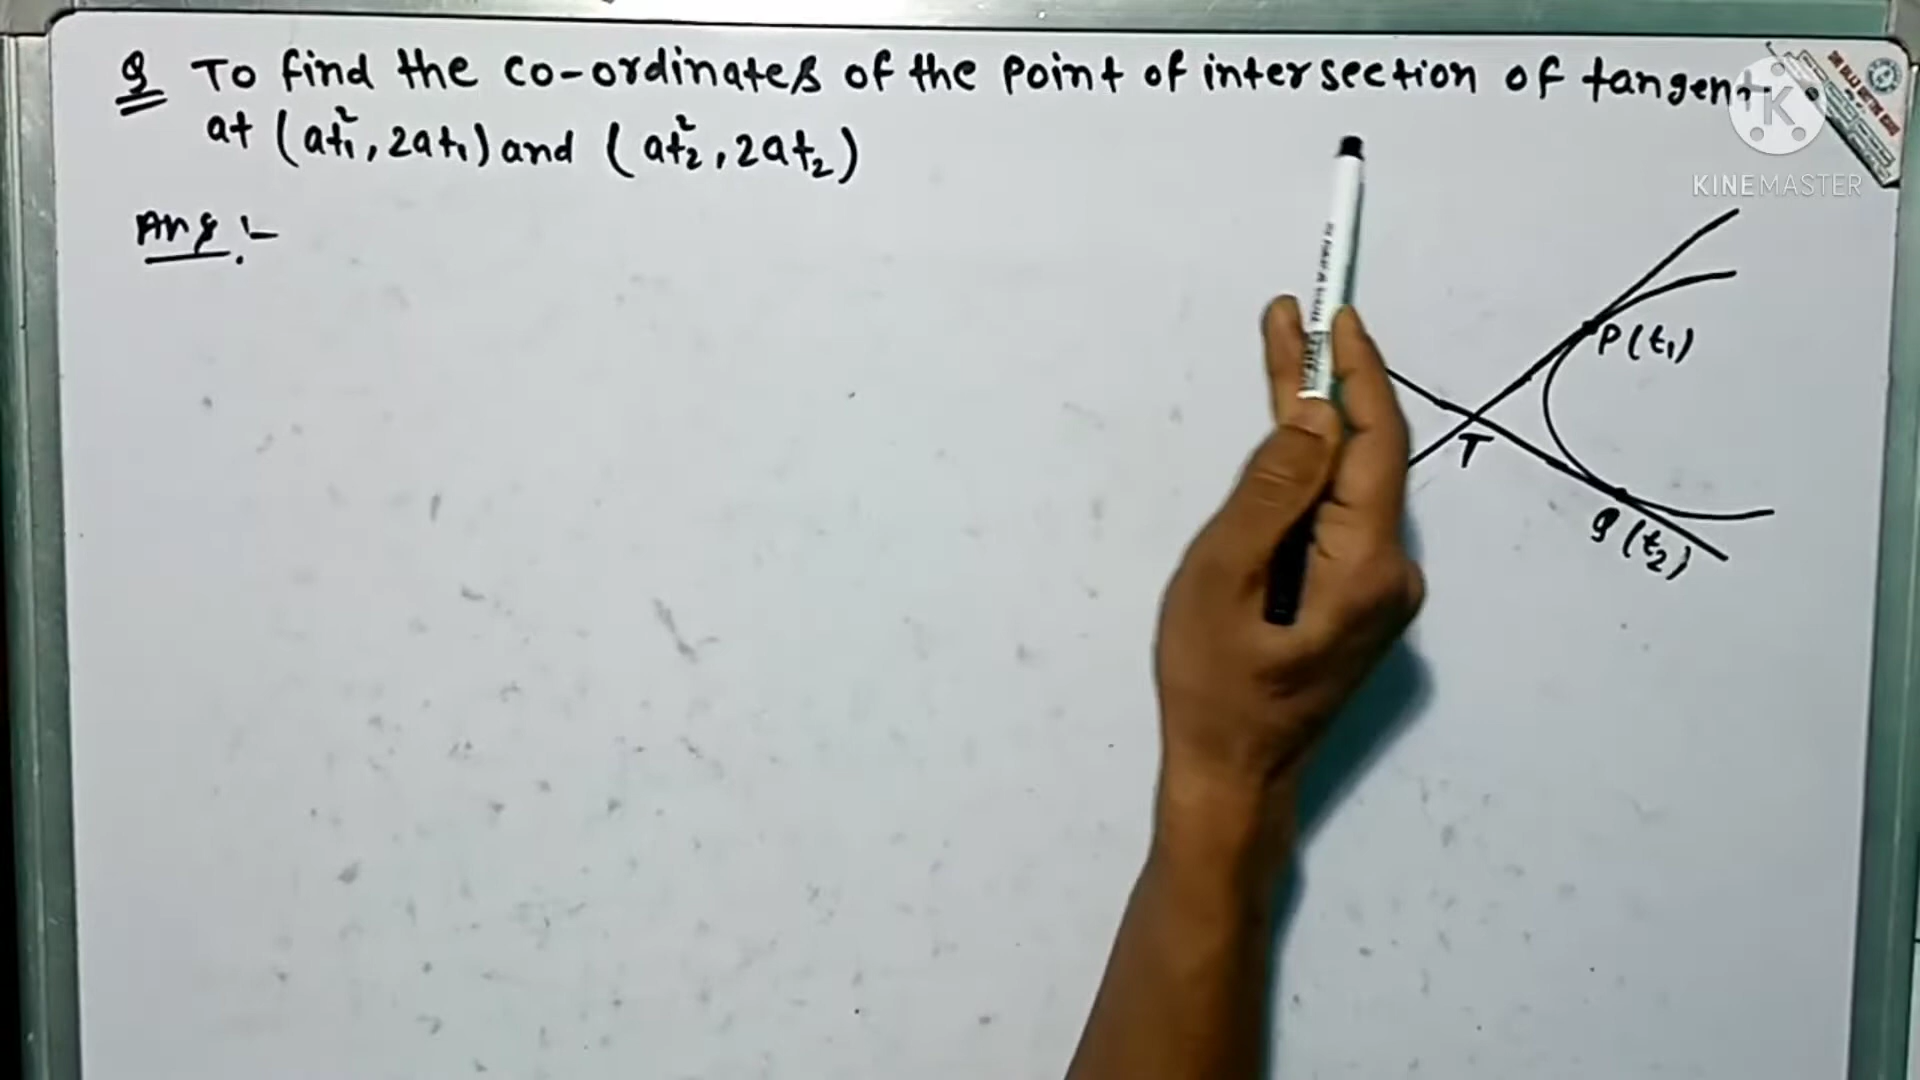 Q To find the co-ordinates of the point of intersection of tangent
at (at₁², 2at₁) and (at₂², 2at₂)
Ans :-
P(t₁)
T
Q(t₂)
KINEMASTER